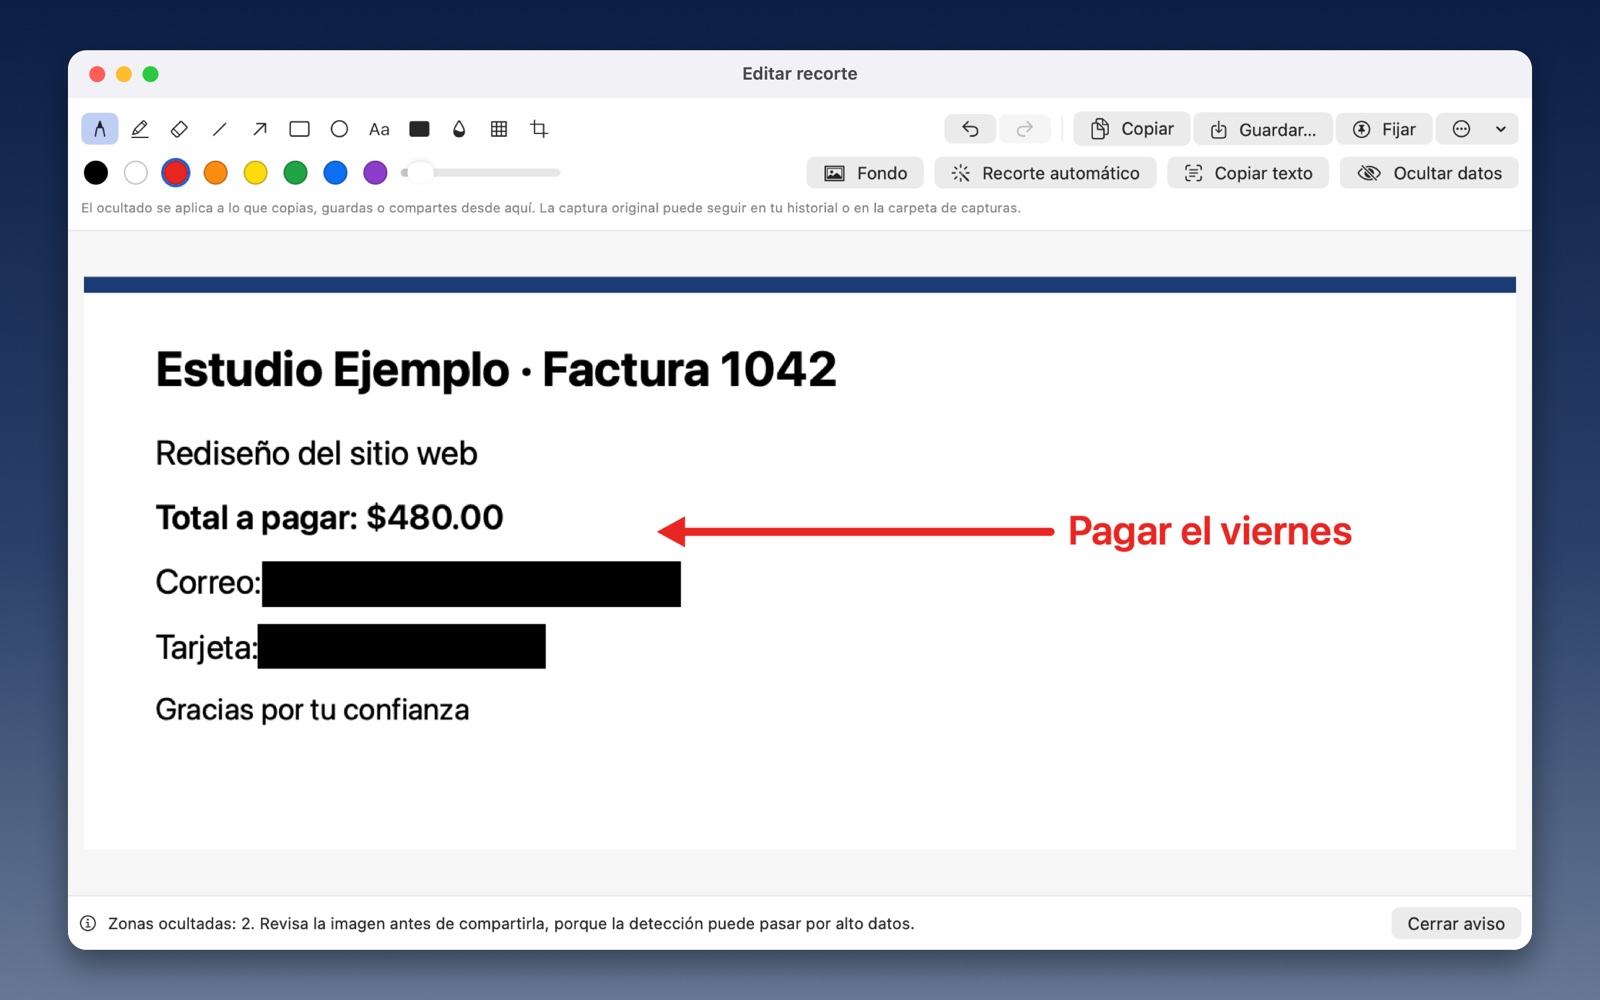 Editar recorte
Aa
Copiar
Guardar...
Fijar
Fondo
Recorte automático
Copiar texto
Ocultar datos
El ocultado se aplica a lo que copias, guardas o compartes desde aquí. La captura original puede seguir en tu historial o en la carpeta de capturas.
Estudio Ejemplo · Factura 1042
Rediseño del sitio web
Total a pagar: $480.00
Pagar el viernes
Correo:
Tarjeta:
Gracias por tu confianza
Zonas ocultadas: 2. Revisa la imagen antes de compartirla, porque la detección puede pasar por alto datos.
Cerrar aviso